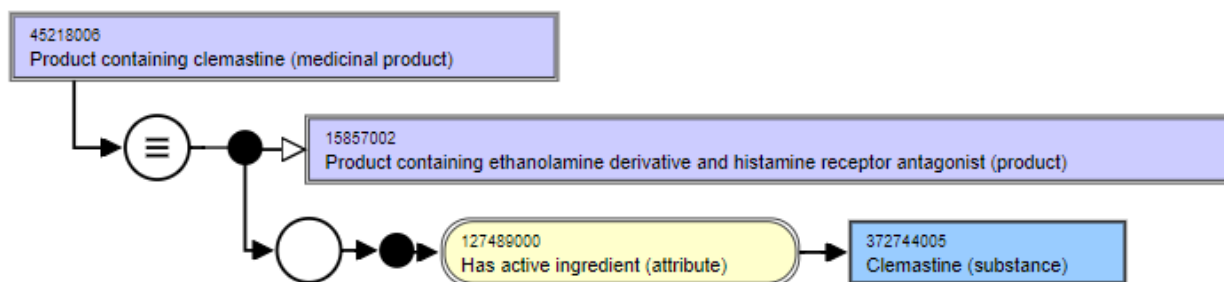 45218006
Product containing clemastine (medicinal product)
15857002
Product containing ethanolamine derivative and histamine receptor antagonist (product)
127489000
Has active ingredient (attribute)
372744005
Clemastine (substance)